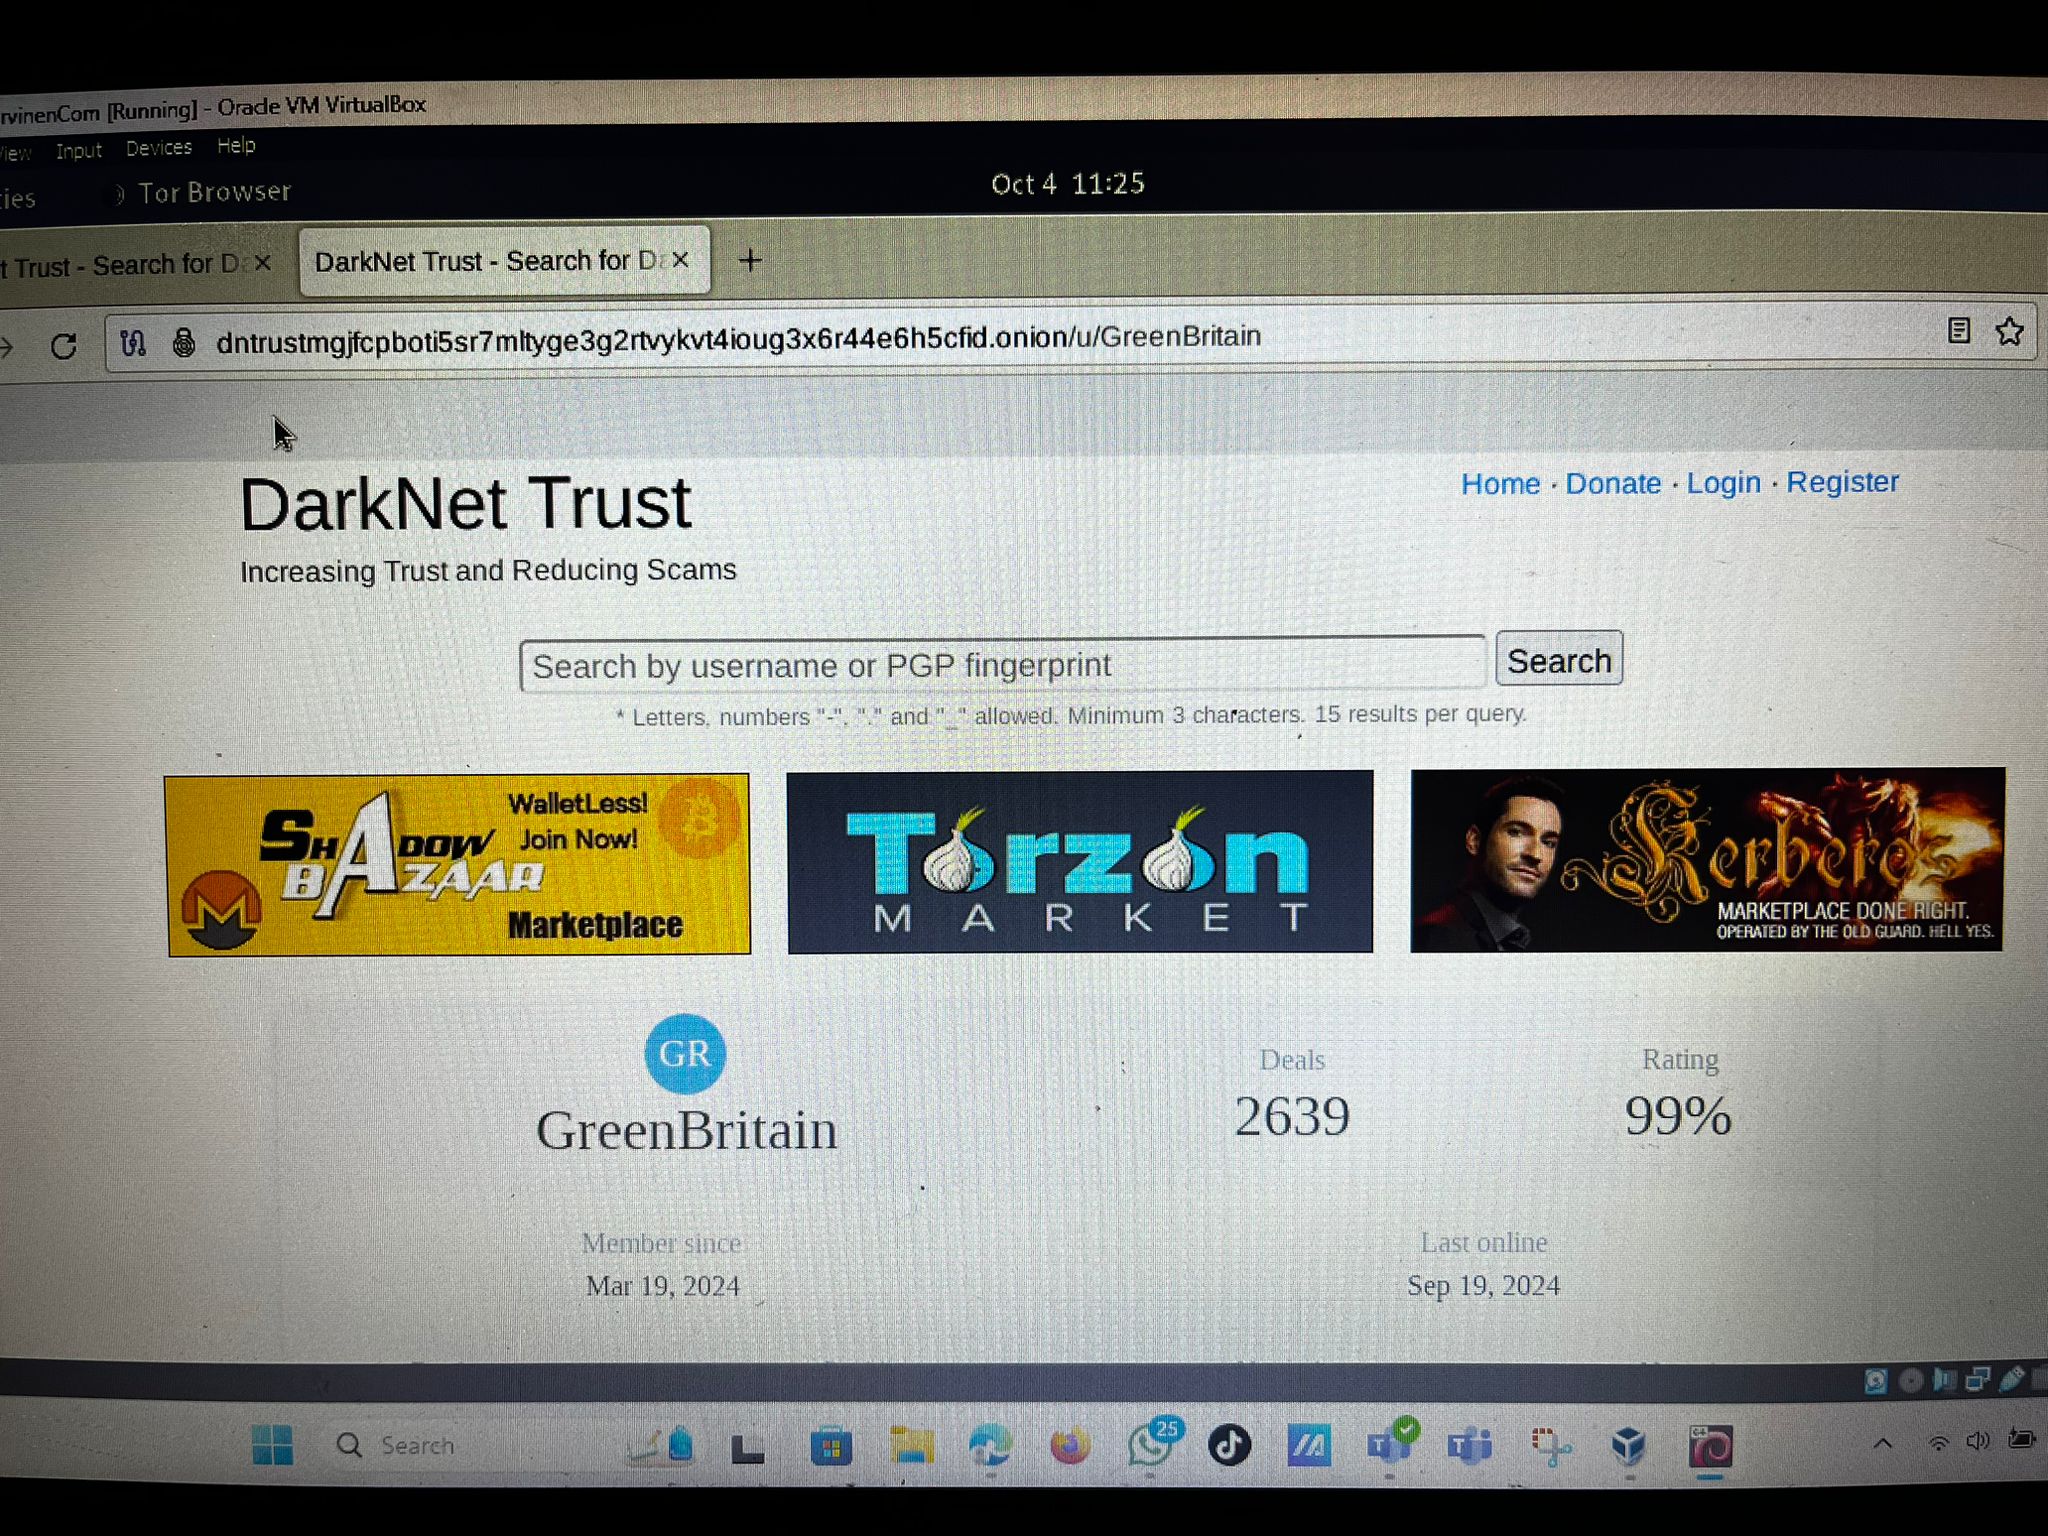 rvinenCom [Running] - Oracle VM VirtualBox
View Input Devices Help
ties Tor Browser Oct 4 11:25
t Trust - Search for D × DarkNet Trust - Search for Da × +
dntrustmgjfcpboti5sr7mltyge3g2rtvykvt4ioug3x6r44e6h5cfid.onion/u/GreenBritain
DarkNet Trust
Home · Donate · Login · Register
Increasing Trust and Reducing Scams
Search by username or PGP fingerprint Search
* Letters, numbers "-", "." and "_" allowed. Minimum 3 characters. 15 results per query.
WalletLess!
Join Now!
SHADOW
BAZAAR
Marketplace
Torzon
MARKET
Kerberos
MARKETPLACE DONE RIGHT.
OPERATED BY THE OLD GUARD. HELL YES.
GR
GreenBritain
Deals
2639
Rating
99%
Member since
Mar 19, 2024
Last online
Sep 19, 2024
Search
25